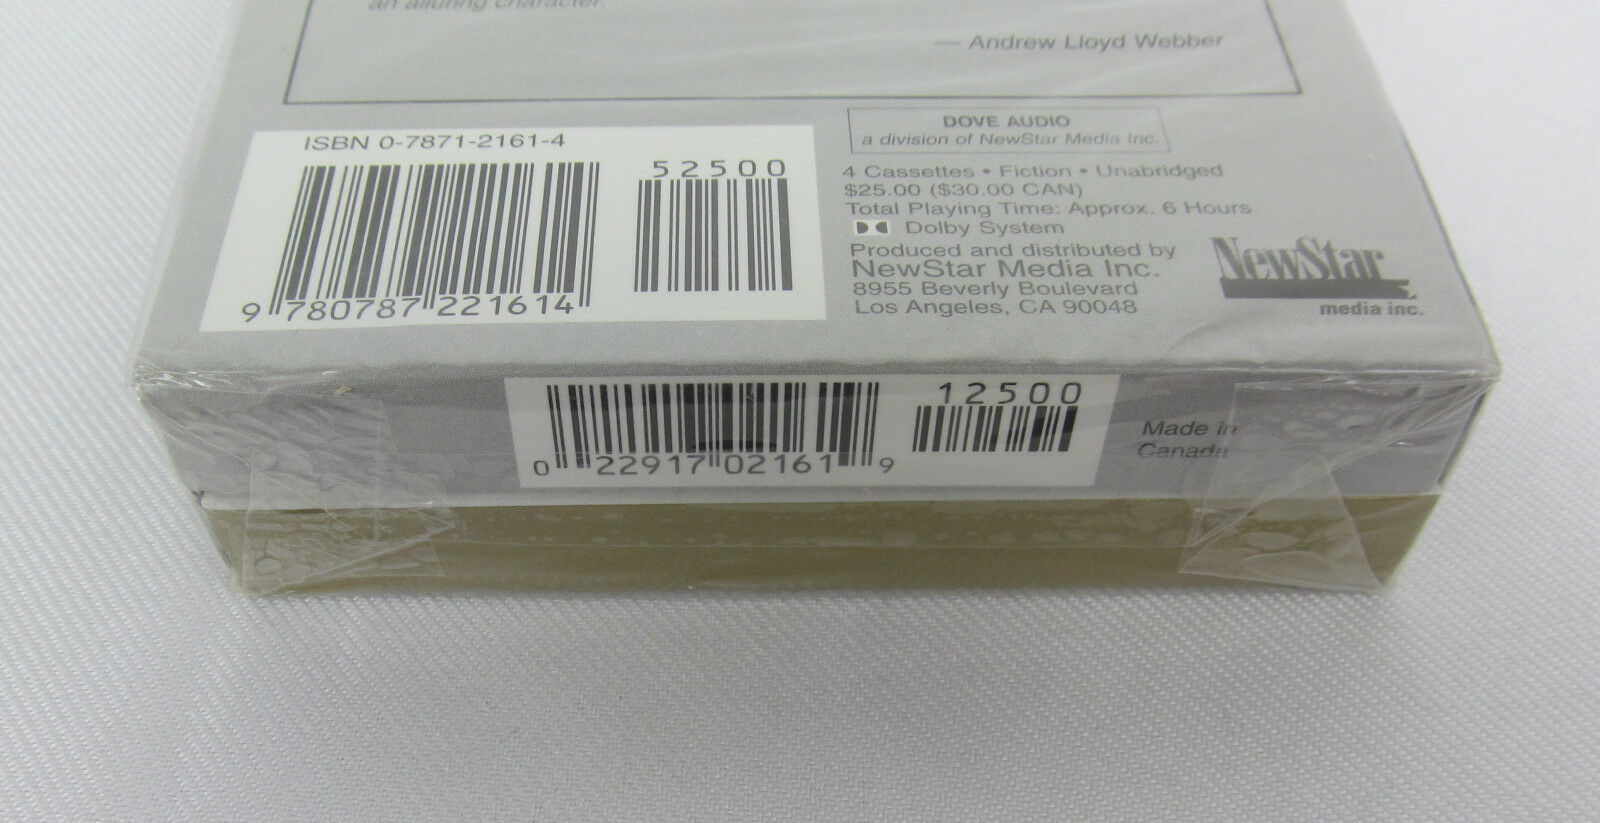 an alluring character.
— Andrew Lloyd Webber
ISBN 0-7871-2161-4
52500
9 780787 221614
DOVE AUDIO
a division of NewStar Media Inc.
4 Cassettes • Fiction • Unabridged
$25.00 ($30.00 CAN)
Total Playing Time: Approx. 6 Hours
Dolby System
Produced and distributed by
NewStar Media Inc.
8955 Beverly Boulevard
Los Angeles, CA 90048
NewStar
media inc.
12500
0 22917 02161 9
Made in
Canada